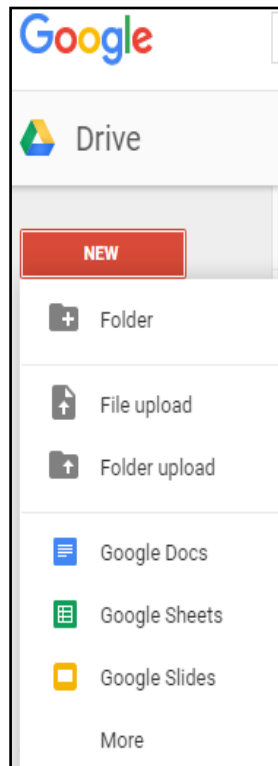 Google
Drive
NEW
Folder
File upload
Folder upload
Google Docs
Google Sheets
Google Slides
More